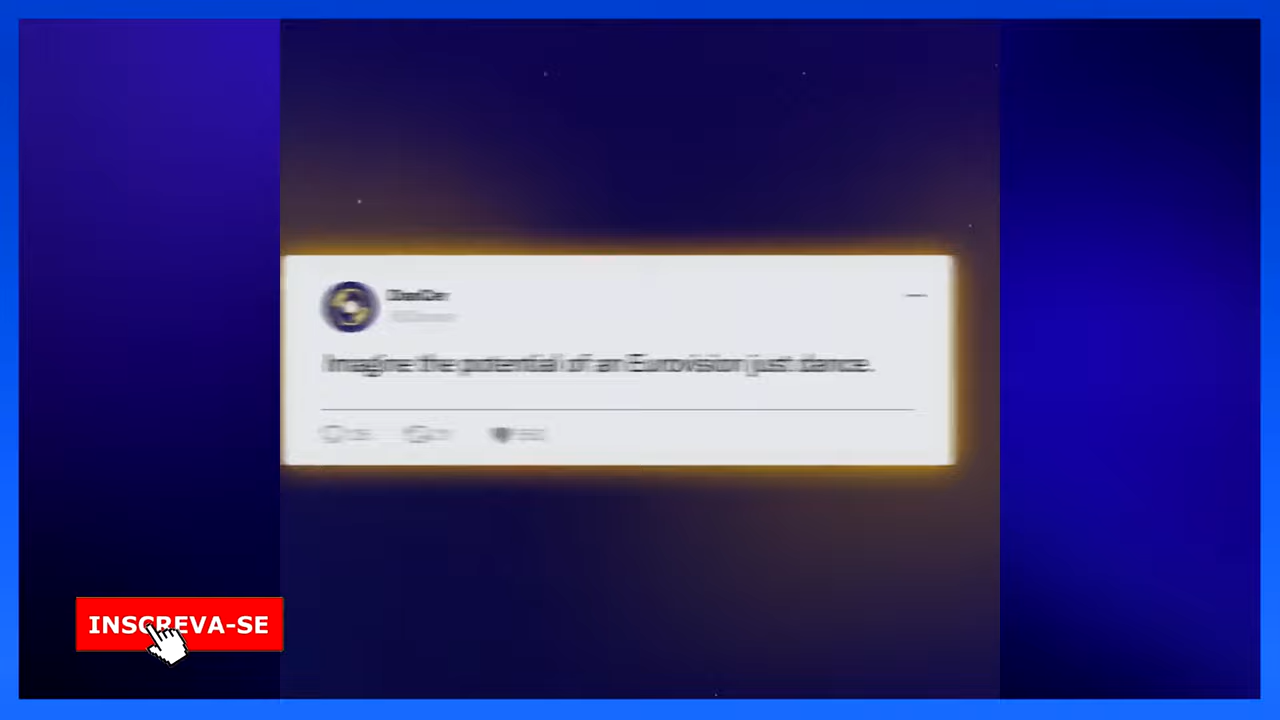 Imagine the potential of an Eurovision just dance.
INSCREVA-SE